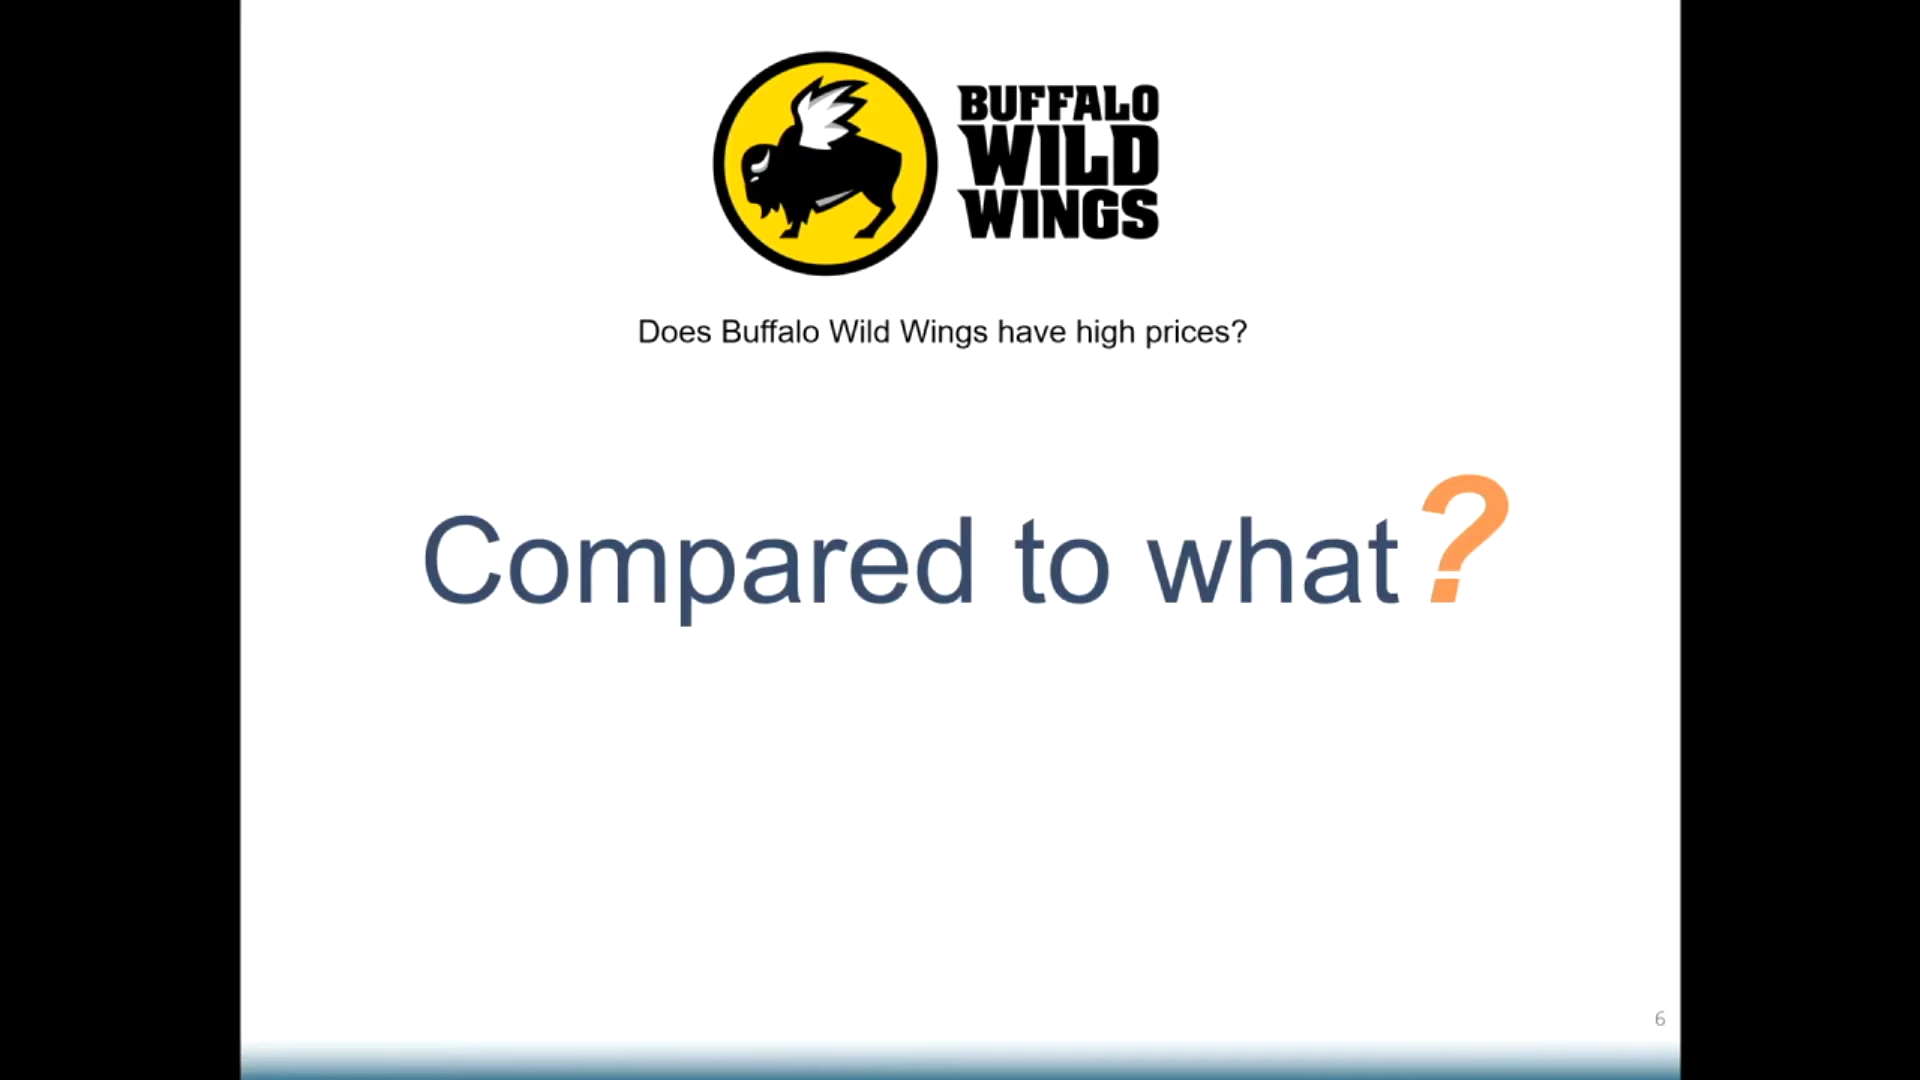 BUFFALO
WILD
WINGS
Does Buffalo Wild Wings have high prices?
Compared to what?
6